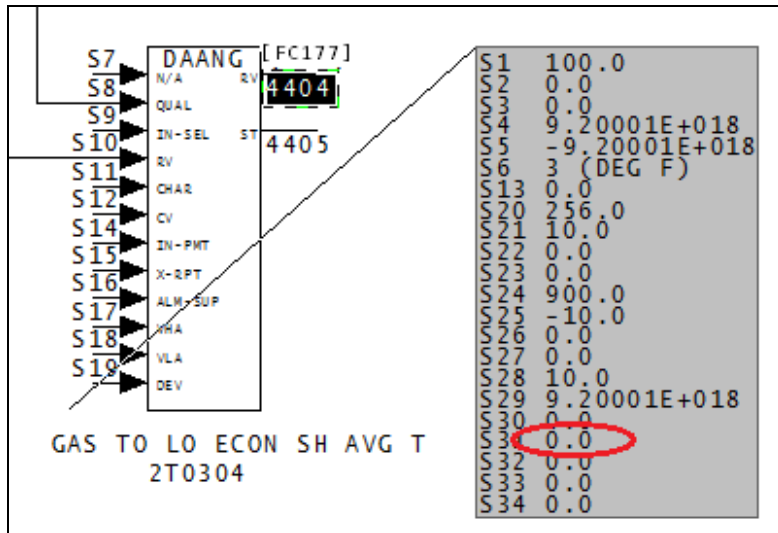 S7 DAANG [FC177]
N/A RV 4404
S8
QUAL
S9
IN-SEL ST 4405
S10
RV
S11
CHAR
S12
CV
S14
IN-PMT
S15
X-RPT
S16
ALM-SUP
S17
VHA
S18
VLA
S19
DEV
GAS TO LO ECON SH AVG T
2T0304
S1 100.0
S2 0.0
S3 0.0
S4 9.20001E+018
S5 -9.20001E+018
S6 3 (DEG F)
S13 0.0
S20 256.0
S21 10.0
S22 0.0
S23 0.0
S24 900.0
S25 -10.0
S26 0.0
S27 0.0
S28 10.0
S29 9.20001E+018
S30 0.0
S31 0.0
S32 0.0
S33 0.0
S34 0.0